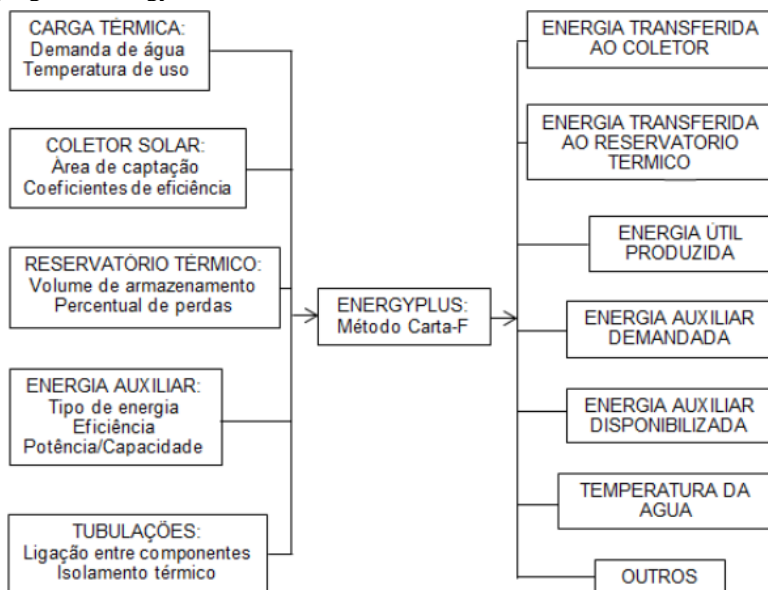 CARGA TÉRMICA:
Demanda de água
Temperatura de uso
COLETOR SOLAR:
Área de captação
Coeficientes de eficiência
RESERVATÓRIO TÉRMICO:
Volume de armazenamento
Percentual de perdas
ENERGIA AUXILIAR:
Tipo de energia
Eficiência
Potência/Capacidade
TUBULAÇÕES:
Ligação entre componentes
Isolamento térmico
ENERGYPLUS:
Método Carta-F
ENERGIA TRANSFERIDA
AO COLETOR
ENERGIA TRANSFERIDA
AO RESERVATORIO
TERMICO
ENERGIA ÚTIL
PRODUZIDA
ENERGIA AUXILIAR
DEMANDADA
ENERGIA AUXILIAR
DISPONIBILIZADA
TEMPERATURA DA
AGUA
OUTROS